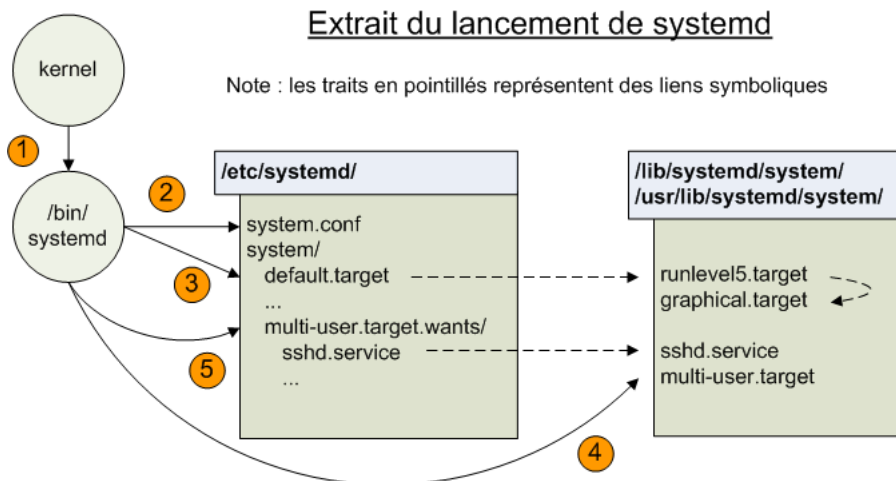 Extrait du lancement de systemd
Note : les traits en pointillés représentent des liens symboliques
kernel
1
/bin/
systemd
2
3
5
4
/etc/systemd/
system.conf
system/
default.target
...
multi-user.target.wants/
sshd.service
...
/lib/systemd/system/
/usr/lib/systemd/system/
runlevel5.target
graphical.target
sshd.service
multi-user.target